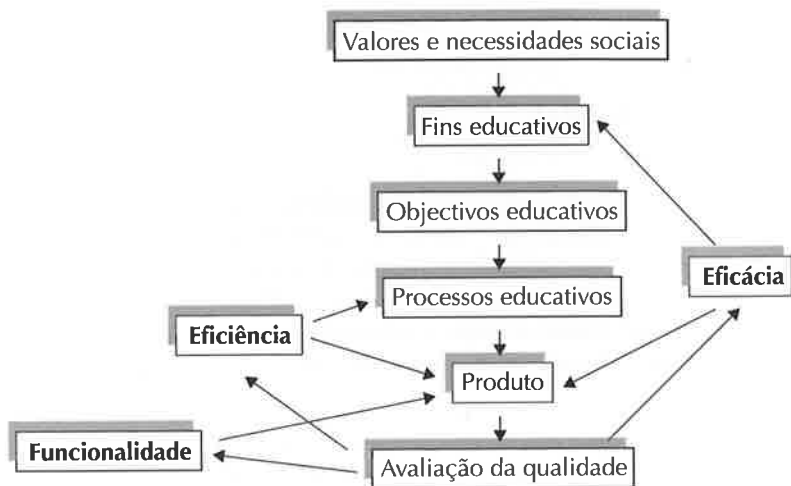 Valores e necessidades sociais
Fins educativos
Objectivos educativos
Eficácia
Processos educativos
Eficiência
Produto
Funcionalidade
Avaliação da qualidade